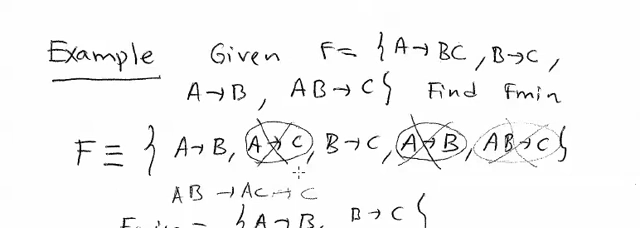 Example Given F= {A→BC, B→C,
A→B, AB→C} Find Fmin
F ≡ {A→B, A→C, B→C, A→B, AB→C}
AB →AC→C
= {A→B, B→C}